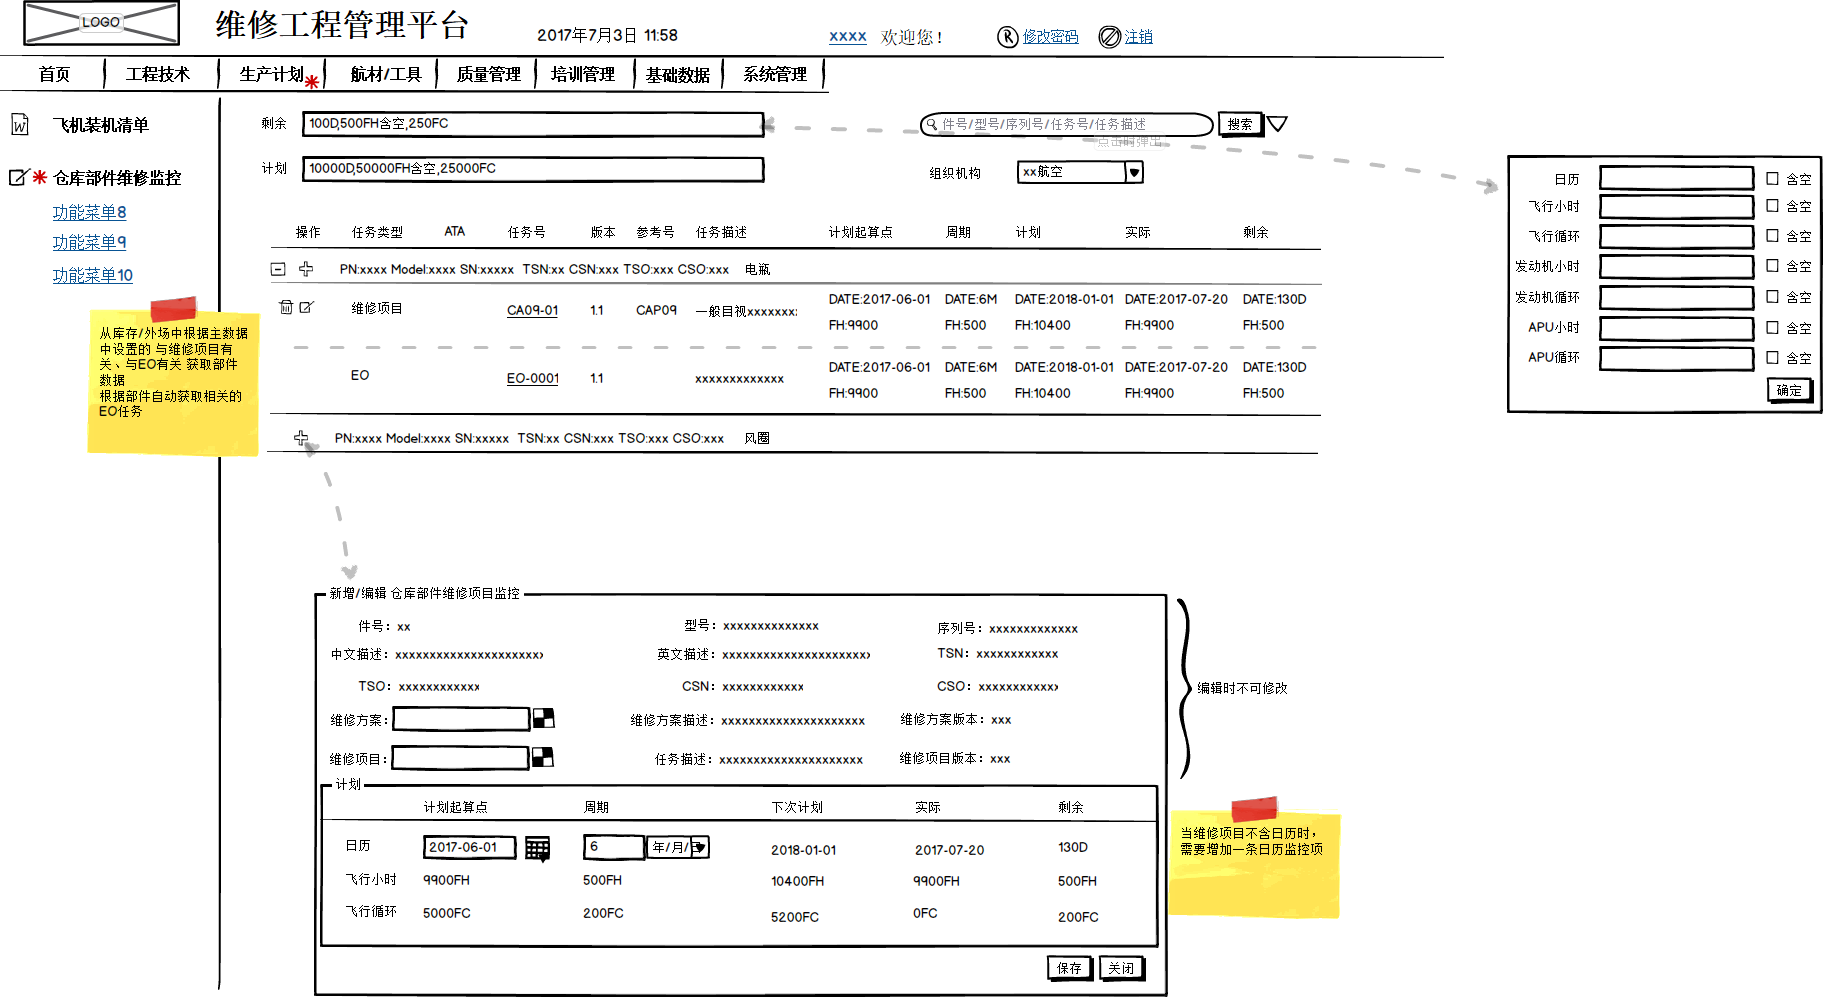 LOGO
维修工程管理平台
2017年7月3日 11:58
xxxx 欢迎您！
修改密码
注销
首页 工程技术 生产计划 航材/工具 质量管理 培训管理 基础数据 系统管理
飞机装机清单
仓库部件维修监控
功能菜单8
功能菜单9
功能菜单10
从库存/外场中根据主数据
中设置的 与维修项目有
关、与EO有关 获取部件
数据
根据部件自动获取相关的
EO任务
剩余 100D,500FH含空,250FC
件号/型号/序列号/任务号/任务描述 搜索
点击时弹出
计划 10000D,50000FH含空,25000FC
组织机构 xx航空
操作 任务类型 ATA 任务号 版本 参考号 任务描述 计划起算点 周期 计划 实际 剩余
PN:xxxx Model:xxxx SN:xxxxx TSN:xx CSN:xxx TSO:xxx CSO:xxx 电瓶
维修项目 CA09-01 1.1 CAP09 一般目视xxxxxxx DATE:2017-06-01 DATE:6M DATE:2018-01-01 DATE:2017-07-20 DATE:130D
FH:9900 FH:500 FH:10400 FH:9900 FH:500
EO EO-0001 1.1 xxxxxxxxxxxxx DATE:2017-06-01 DATE:6M DATE:2018-01-01 DATE:2017-07-20 DATE:130D
FH:9900 FH:500 FH:10400 FH:9900 FH:500
PN:xxxx Model:xxxx SN:xxxxx TSN:xx CSN:xxx TSO:xxx CSO:xxx 风圈
日历 含空
飞行小时 含空
飞行循环 含空
发动机小时 含空
发动机循环 含空
APU小时 含空
APU循环 含空
确定
新增/编辑 仓库部件维修项目监控
件号：xx 型号：xxxxxxxxxxxxxx 序列号：xxxxxxxxxxxxx
中文描述：xxxxxxxxxxxxxxxxxxxxxx 英文描述：xxxxxxxxxxxxxxxxxxxxxx TSN：xxxxxxxxxxxx
TSO：xxxxxxxxxxxx CSN：xxxxxxxxxxxx CSO：xxxxxxxxxxxx
维修方案： 维修方案描述：xxxxxxxxxxxxxxxxxxxxx 维修方案版本：xxx
维修项目： 任务描述：xxxxxxxxxxxxxxxxxxxxx 维修项目版本：xxx
编辑时不可修改
计划
计划起算点 周期 下次计划 实际 剩余
日历 2017-06-01 6 年/月/日 2018-01-01 2017-07-20 130D
飞行小时 9900FH 500FH 10400FH 9900FH 500FH
飞行循环 5000FC 200FC 5200FC 0FC 200FC
保存 关闭
当维修项目不含日历时，
需要增加一条日历监控项